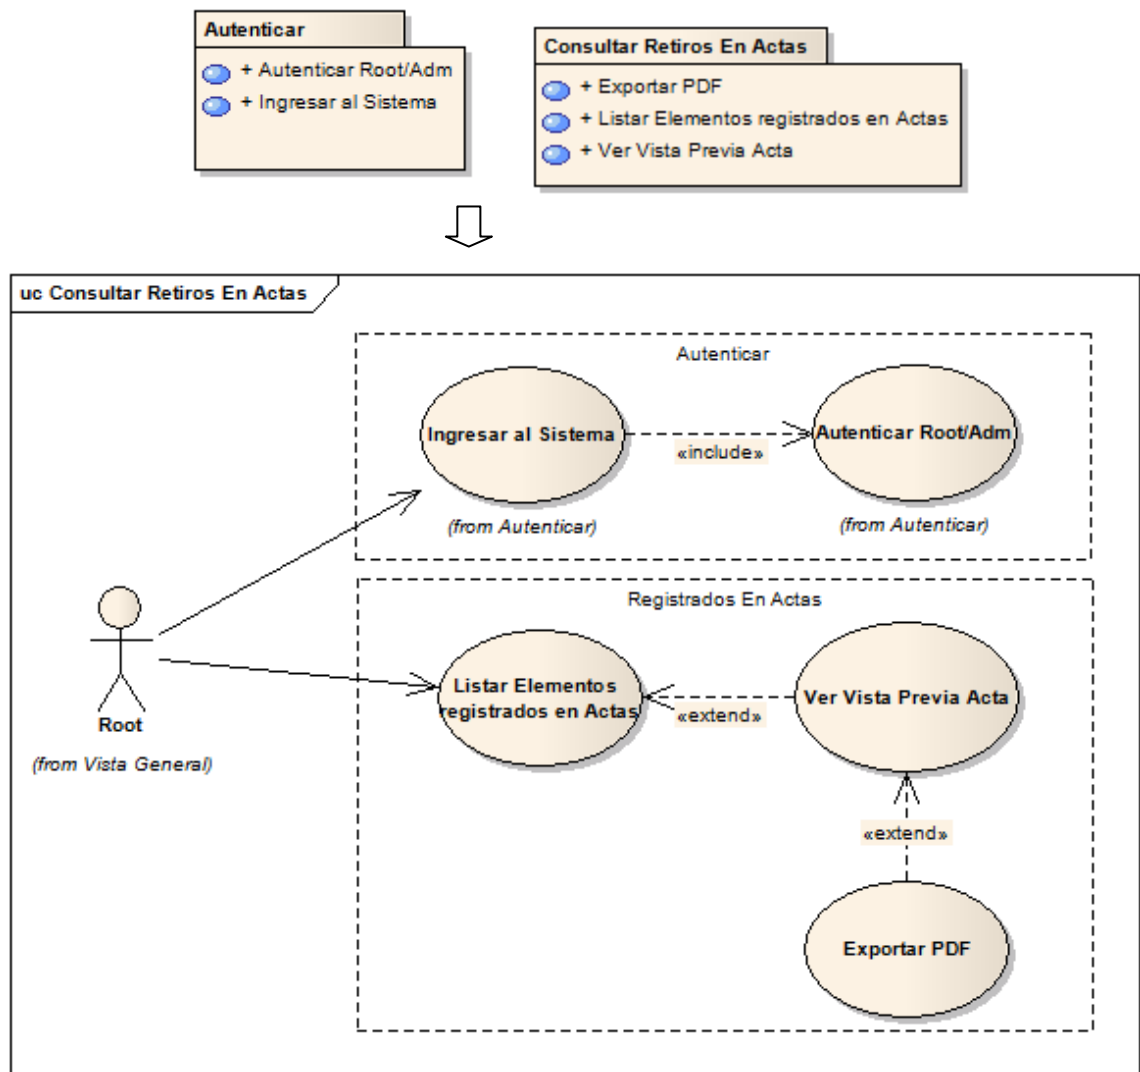 Autenticar
+ Autenticar Root/Adm
+ Ingresar al Sistema
Consultar Retiros En Actas
+ Exportar PDF
+ Listar Elementos registrados en Actas
+ Ver Vista Previa Acta
uc Consultar Retiros En Actas
Autenticar
Ingresar al Sistema
«include»
Autenticar Root/Adm
(from Autenticar)
(from Autenticar)
Root
(from Vista General)
Registrados En Actas
Listar Elementos
registrados en Actas
«extend»
Ver Vista Previa Acta
«extend»
Exportar PDF